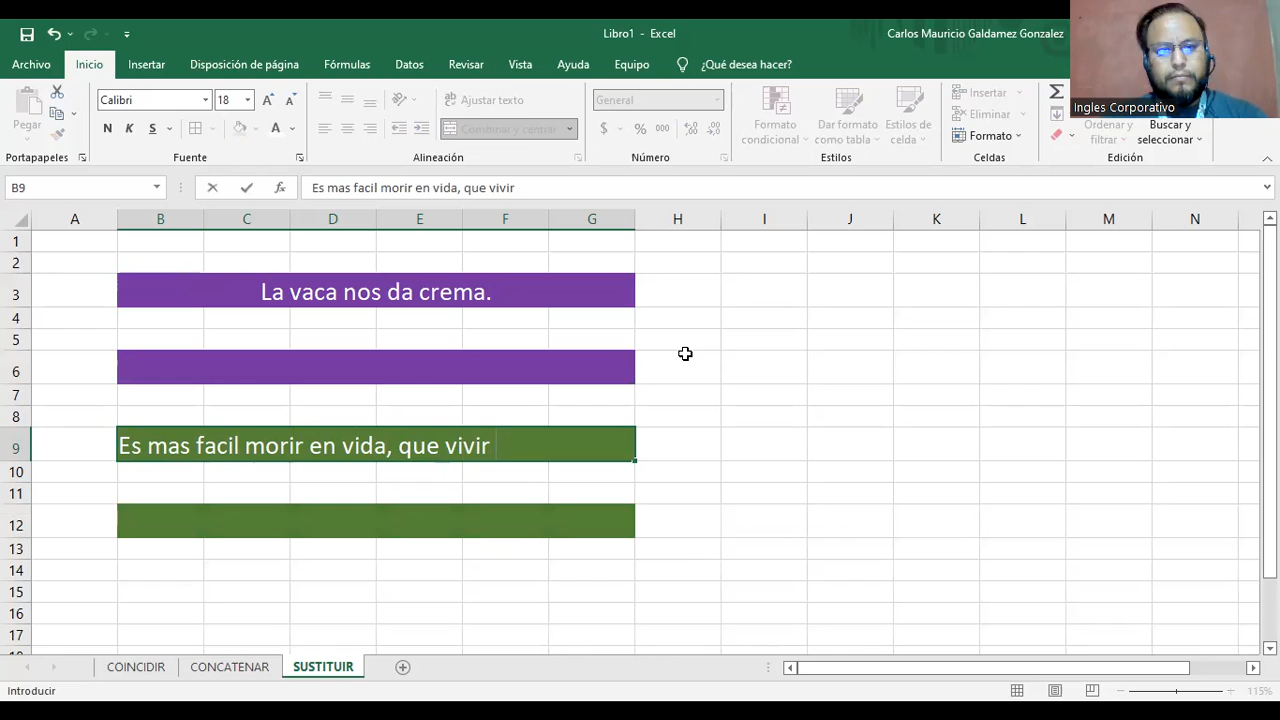 Libro1 - Excel
Carlos Mauricio Galdamez Gonzalez
Archivo Inicio Insertar Disposición de página Fórmulas Datos Revisar Vista Ayuda Equipo ¿Qué desea hacer?
Ingles Corporativo
Pegar
Calibri 18
N K S
Ajustar texto
Combinar y centrar
General
$ % 000
Formato condicional
Dar formato como tabla
Estilos de celda
Insertar
Eliminar
Formato
Ordenar y filtrar
Buscar y seleccionar
Portapapeles Fuente Alineación Número Estilos Celdas Edición
B9 fx Es mas facil morir en vida, que vivir
A B C D E F G H I J K L M N
1
2
3 La vaca nos da crema.
4
5
6
7
8
9 Es mas facil morir en vida, que vivir
10
11
12
13
14
15
16
17
COINCIDIR CONCATENAR SUSTITUIR
Introducir 115%